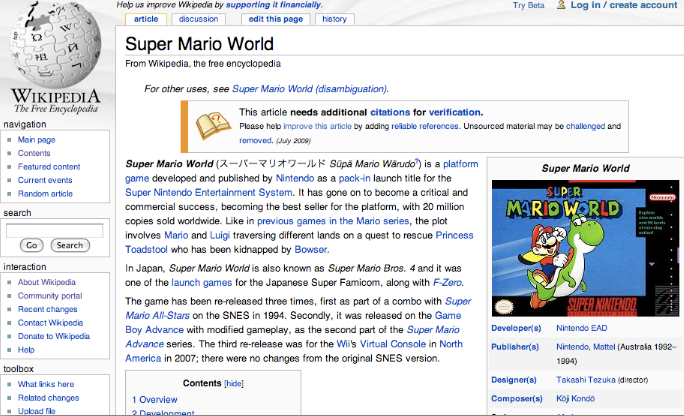 Help us improve Wikipedia by supporting it financially.
Try Beta
Log in / create account
article
discussion
edit this page
history
WIKIPEDIA
The Free Encyclopedia
navigation
Main page
Contents
Featured content
Current events
Random article
search
Go
Search
interaction
About Wikipedia
Community portal
Recent changes
Contact Wikipedia
Donate to Wikipedia
Help
toolbox
What links here
Related changes
Upload file
Super Mario World
From Wikipedia, the free encyclopedia
For other uses, see Super Mario World (disambiguation).
This article needs additional citations for verification.
Please help improve this article by adding reliable references. Unsourced material may be challenged and
removed. (July 2009)
Super Mario World (スーパーマリオワールド Sūpā Mario Wārudo?) is a platform
game developed and published by Nintendo as a pack-in launch title for the
Super Nintendo Entertainment System. It has gone on to become a critical and
commercial success, becoming the best seller for the platform, with 20 million
copies sold worldwide. Like in previous games in the Mario series, the plot
involves Mario and Luigi traversing different lands on a quest to rescue Princess
Toadstool who has been kidnapped by Bowser.
In Japan, Super Mario World is also known as Super Mario Bros. 4 and it was
one of the launch games for the Japanese Super Famicom, along with F-Zero.
The game has been re-released three times, first as part of a combo with Super
Mario All-Stars on the SNES in 1994. Secondly, it was released on the Game
Boy Advance with modified gameplay, as the second part of the Super Mario
Advance series. The third re-release was for the Wii's Virtual Console in North
America in 2007; there were no changes from the original SNES version.
Contents [hide]
1 Overview
2 Development
Super Mario World
SUPER
MARIO WORLD
Nintendo
SUPER NINTENDO
Developer(s) Nintendo EAD
Publisher(s) Nintendo, Mattel (Australia 1992–
1994)
Designer(s) Takashi Tezuka (director)
Composer(s) Kōji Kondō